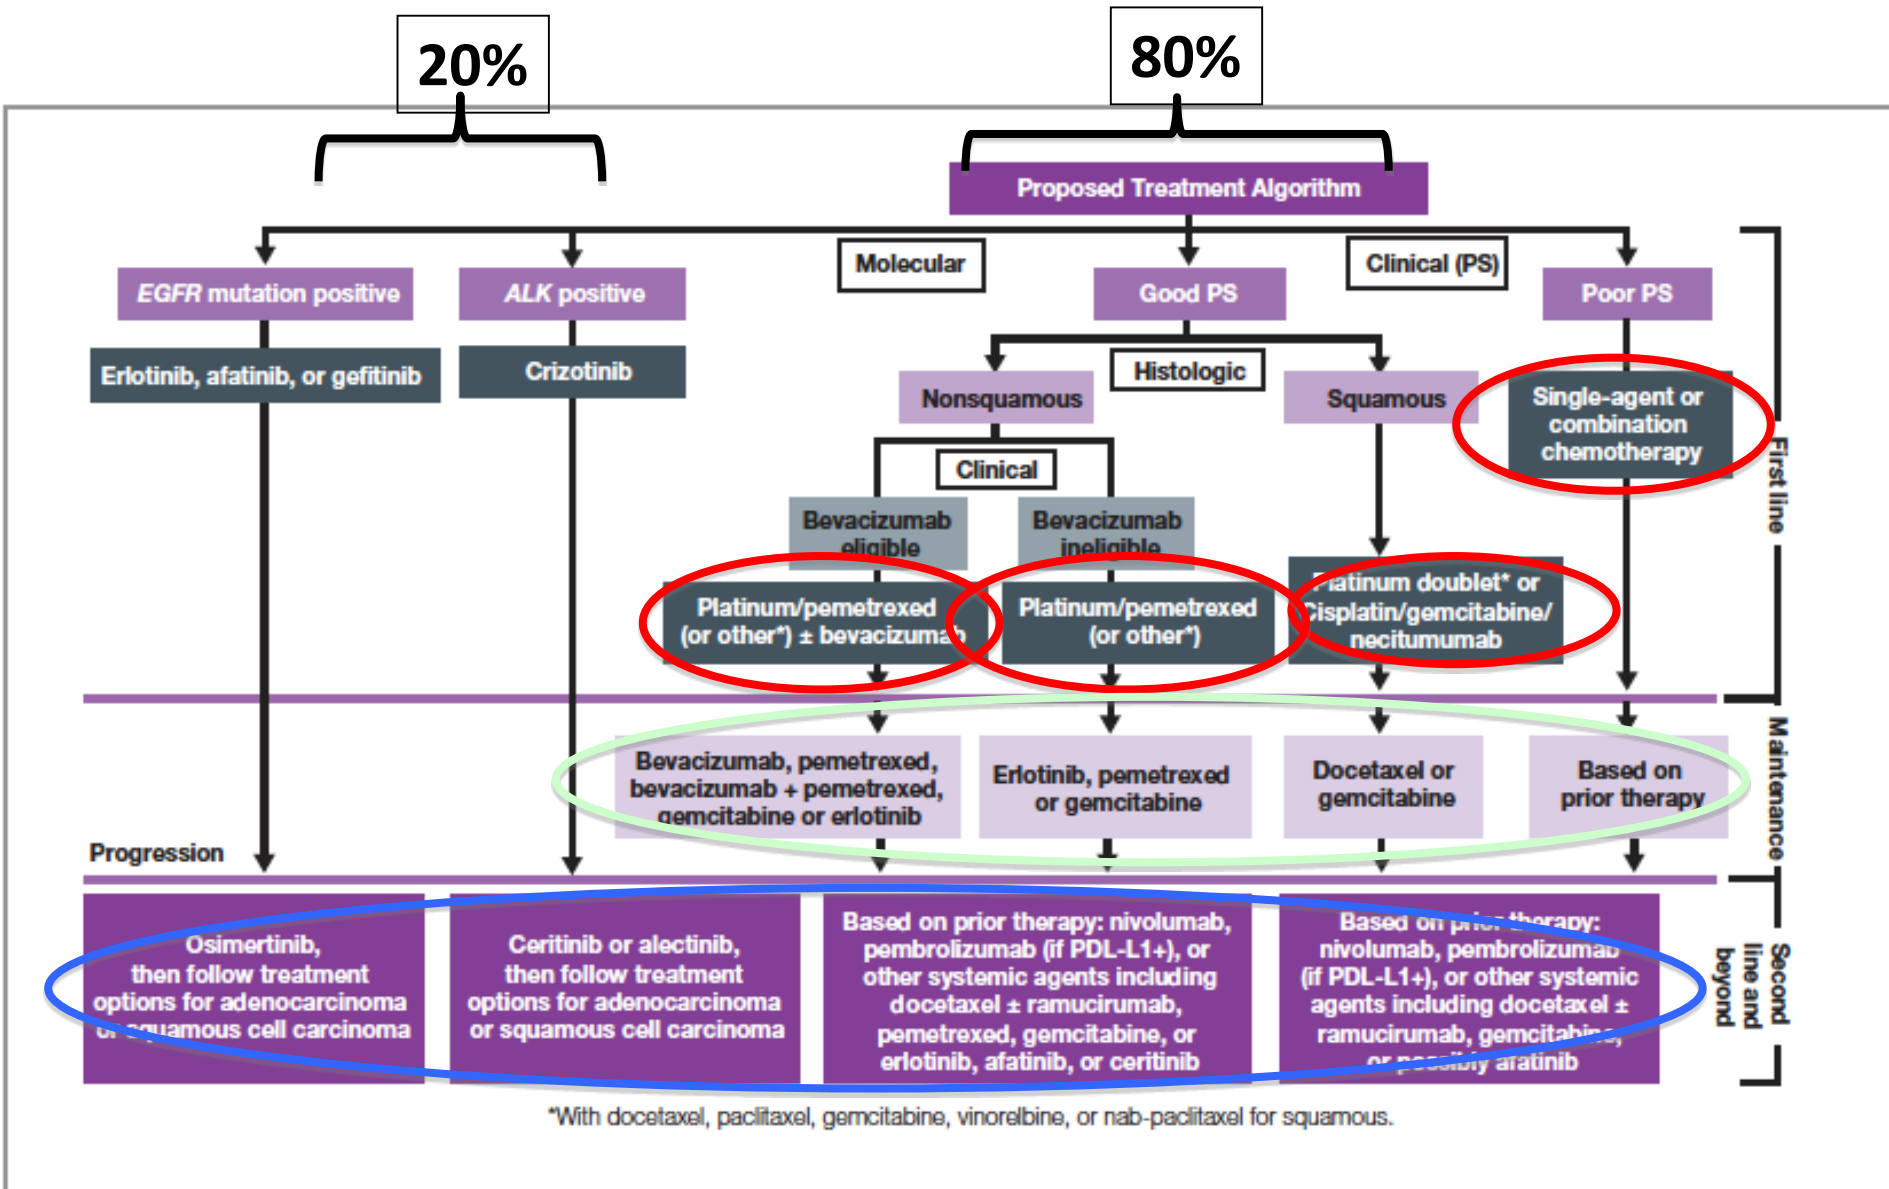 20%
80%
Proposed Treatment Algorithm
Molecular
Clinical (PS)
EGFR mutation positive
ALK positive
Good PS
Poor PS
Erlotinib, afatinib, or gefitinib
Crizotinib
Histologic
Nonsquamous
Squamous
Single-agent or
combination
chemotherapy
Clinical
First line
Bevacizumab
eligible
Bevacizumab
ineligible
Platinum/pemetrexed
(or other*) ± bevacizumab
Platinum/pemetrexed
(or other*)
Platinum doublet* or
Cisplatin/gemcitabine/
necitumumab
Maintenance
Bevacizumab, pemetrexed,
bevacizumab + pemetrexed,
gemcitabine or erlotinib
Erlotinib, pemetrexed
or gemcitabine
Docetaxel or
gemcitabine
Based on
prior therapy
Progression
Osimertinib,
then follow treatment
options for adenocarcinoma
or squamous cell carcinoma
Ceritinib or alectinib,
then follow treatment
options for adenocarcinoma
or squamous cell carcinoma
Based on prior therapy: nivolumab,
pembrolizumab (if PDL-L1+), or
other systemic agents including
docetaxel ± ramucirumab,
pemetrexed, gemcitabine, or
erlotinib, afatinib, or ceritinib
Based on prior therapy:
nivolumab, pembrolizumab
(if PDL-L1+), or other systemic
agents including docetaxel ±
ramucirumab, gemcitabine,
or possibly afatinib
Second
line and
beyond
*With docetaxel, paclitaxel, gemcitabine, vinorelbine, or nab-paclitaxel for squamous.